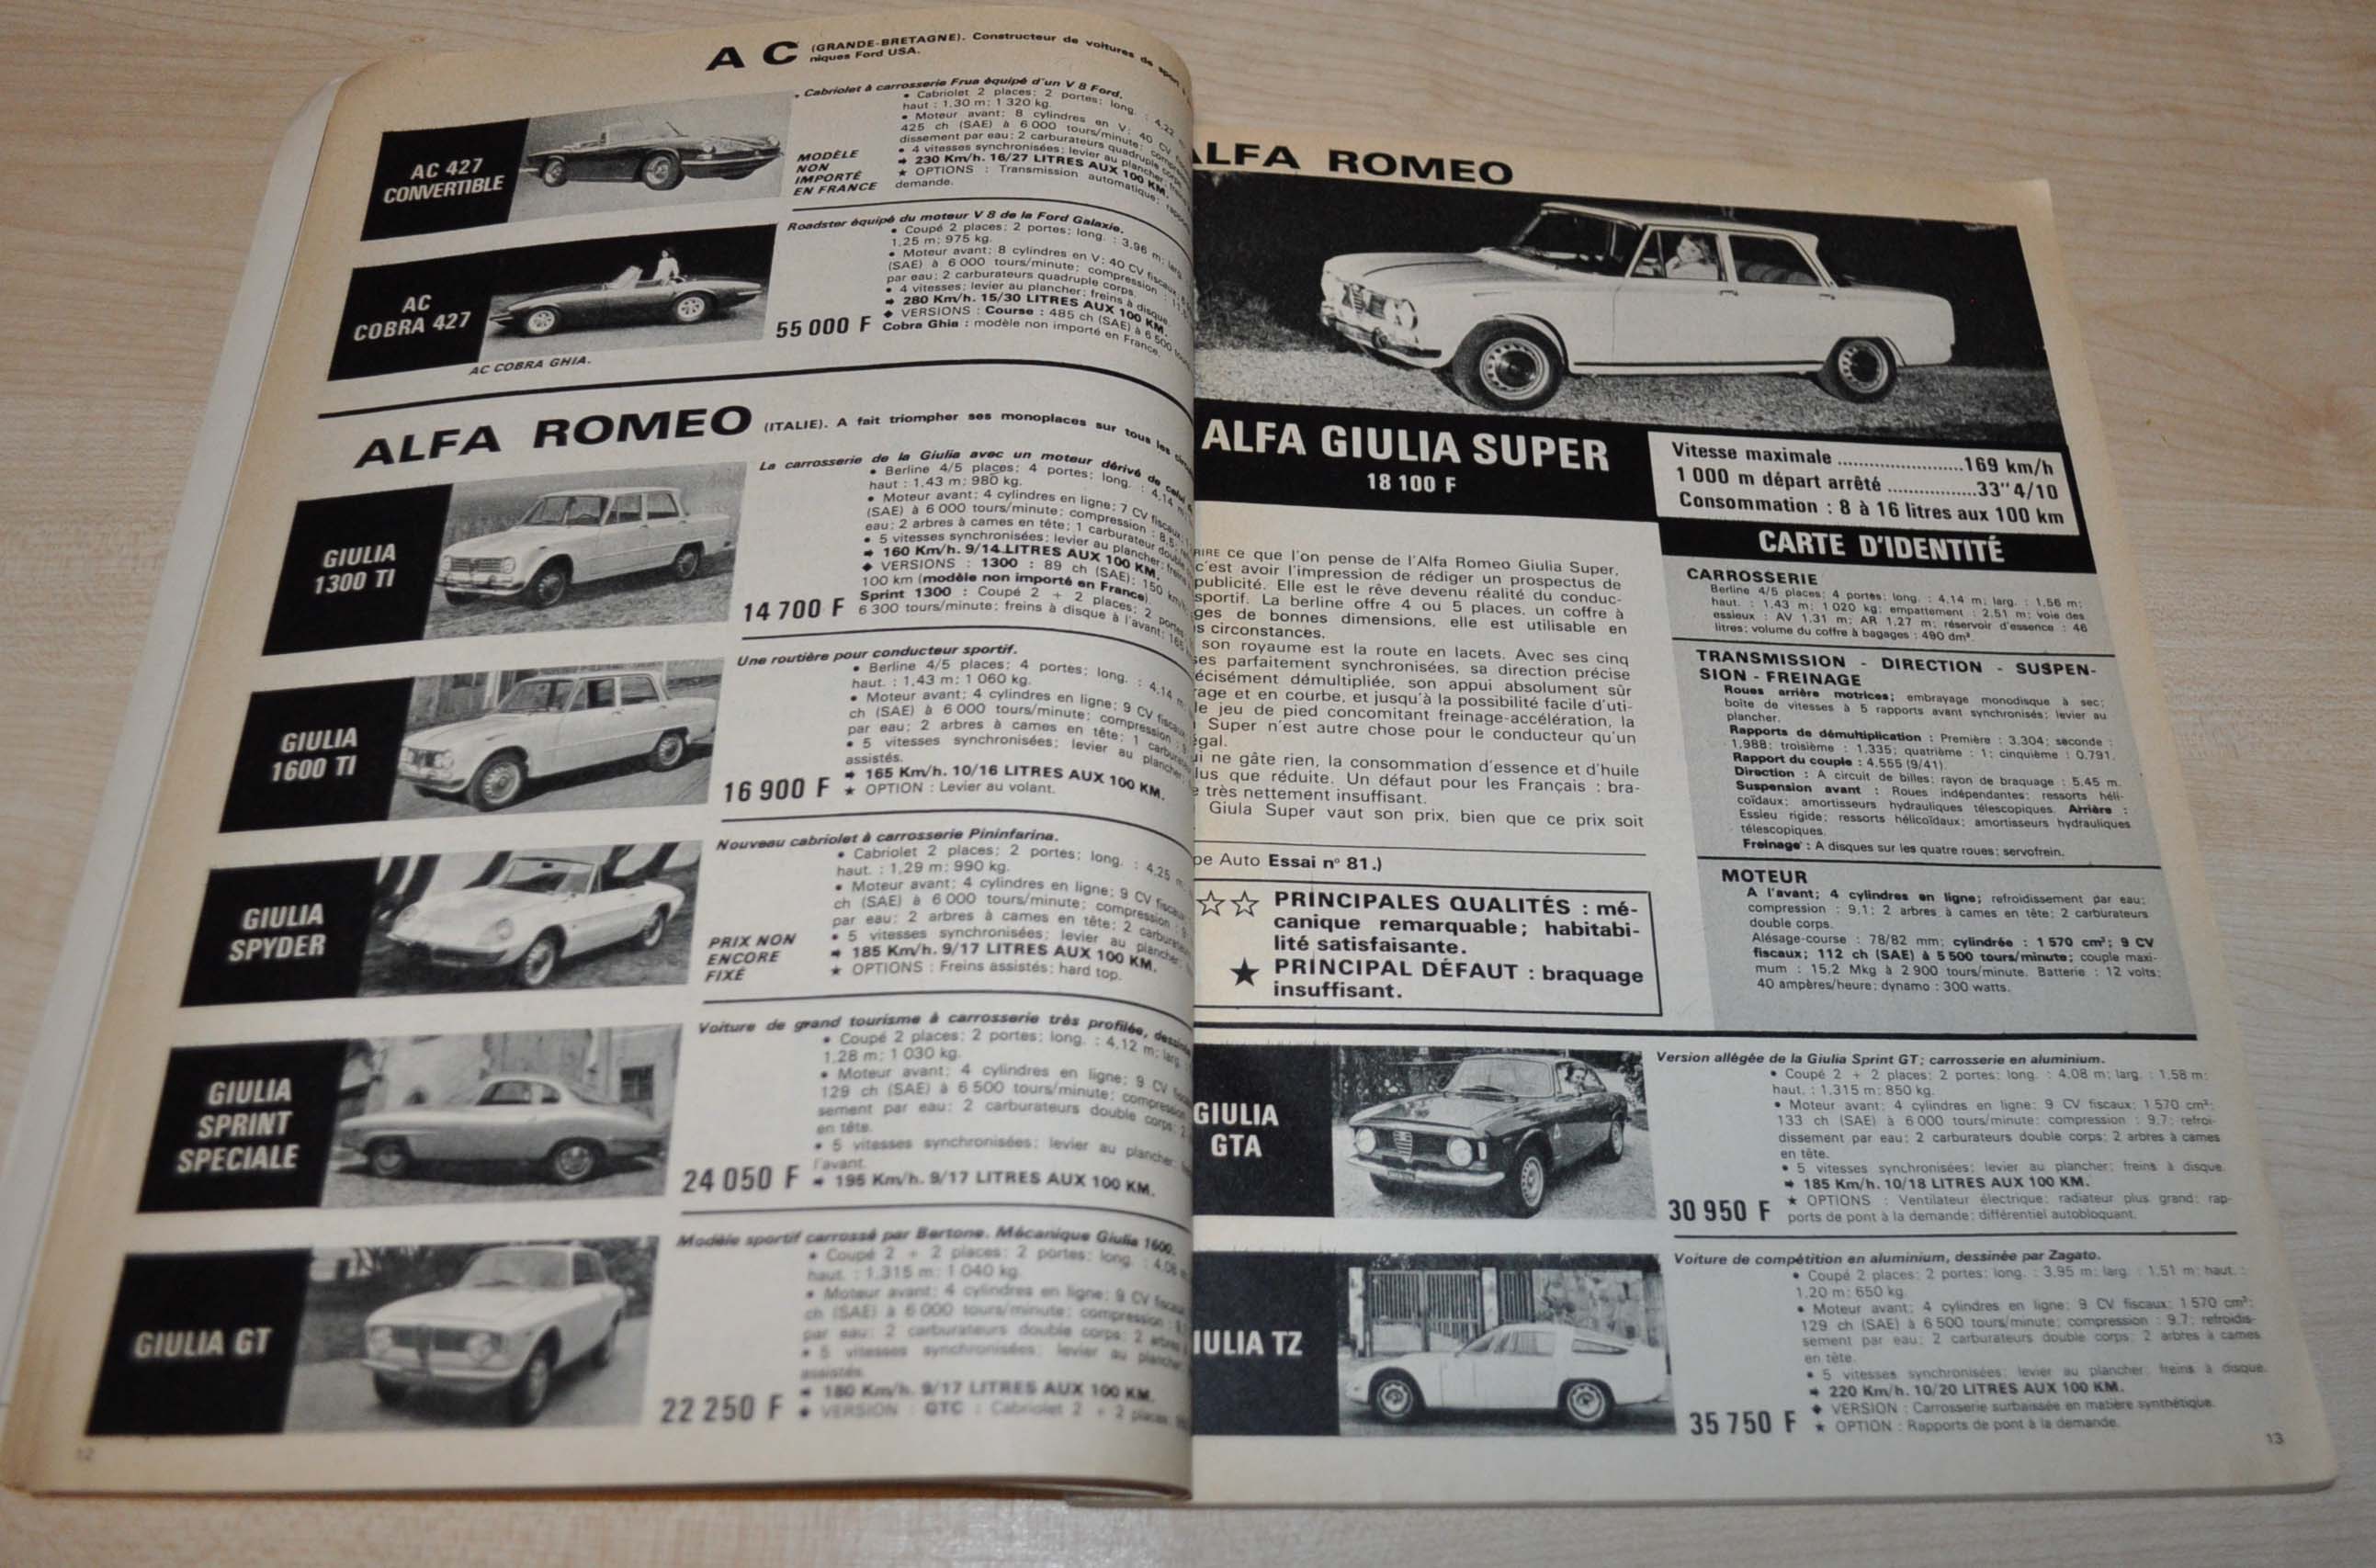 A C (GRANDE-BRETAGNE). Constructeur de voitures de sport à
niques Ford USA.
AC 427
CONVERTIBLE
MODÈLE
NON
IMPORTÉ
EN FRANCE
Cabriolet à carrosserie Frua équipé d'un V 8 Ford.
• Cabriolet 2 places; 2 portes; long. : 4,22
haut : 1.30 m; 1 320 kg.
• Moteur avant; 8 cylindres en V; 40 CV
425 ch (SAE) à 6 000 tours/minute;
dissement par eau; 2 carburateurs quadruple corps.
• 4 vitesses synchronisées; levier au plancher;
➡ 230 Km/h. 16/27 LITRES AUX 100 KM.
★ OPTIONS : Transmission automatique;
demande.
AC
COBRA 427
AC COBRA GHIA.
55 000 F
Roadster équipé du moteur V 8 de la Ford Galaxie.
• Coupé 2 places; 2 portes; long. : 3,96 m; larg.
1.25 m; 975 kg.
• Moteur avant; 8 cylindres en V; 40 CV fiscaux;
(SAE) à 6 000 tours/minute; compression :
par eau; 2 carburateurs quadruple corps.
• 4 vitesses; levier au plancher; freins à disque.
➡ 280 Km/h. 15/30 LITRES AUX 100 KM.
◆ VERSIONS : Course : 485 ch (SAE) à 6 500
Cobra Ghia : modèle non importé en France.
ALFA ROMEO (ITALIE). A fait triompher ses monoplaces sur tous les
GIULIA
1300 TI
14 700 F
La carrosserie de la Giulia avec un moteur dérivé de celui
• Berline 4/5 places; 4 portes; long. : 4,14 m;
haut : 1,43 m; 980 kg.
• Moteur avant; 4 cylindres en ligne; 7 CV fiscaux;
(SAE) à 6 000 tours/minute; compression : 8,5;
eau; 2 arbres à cames en tête; 1 carburateur double
• 5 vitesses synchronisées; levier au plancher;
➡ 160 Km/h. 9/14 LITRES AUX 100 KM.
◆ VERSIONS : 1300 : 89 ch (SAE); 150 km/h;
100 km (modèle non importé en France)
Sprint 1300 : Coupé 2 + 2 places; 2 portes;
6 300 tours/minute; freins à disque à l'avant; 165
GIULIA
1600 TI
16 900 F
Une routière pour conducteur sportif.
• Berline 4/5 places; 4 portes; long. : 4,14 m
haut. : 1,43 m; 1 060 kg.
• Moteur avant; 4 cylindres en ligne; 9 CV fiscaux
ch (SAE) à 6 000 tours/minute; compression
par eau; 2 arbres à cames en tête; 1
• 5 vitesses synchronisées; levier au plancher;
assistés.
➡ 165 Km/h. 10/16 LITRES AUX 100 KM.
★ OPTION : Levier au volant.
GIULIA
SPYDER
PRIX NON
ENCORE
FIXÉ
Nouveau cabriolet à carrosserie Pininfarina.
• Cabriolet 2 places; 2 portes; long. : 4,25 m
haut. : 1,29 m; 990 kg.
• Moteur avant; 4 cylindres en ligne; 9 CV
ch (SAE) à 6 000 tours/minute; compression :
par eau; 2 arbres à cames en tête; 2
• 5 vitesses synchronisées; levier au plancher;
➡ 185 Km/h. 9/17 LITRES AUX 100 KM.
★ OPTIONS : Freins assistés; hard top.
GIULIA
SPRINT
SPECIALE
24 050 F
Voiture de grand tourisme à carrosserie très profilée,
• Coupé 2 places; 2 portes; long. : 4,12 m; larg.
1.28 m; 1 030 kg.
• Moteur avant; 4 cylindres en ligne; 9 CV
129 ch (SAE) à 6 500 tours/minute; compression
sement par eau; 2 carburateurs double corps; 2
en tête.
• 5 vitesses synchronisées; levier au plancher;
l'avant.
➡ 195 Km/h. 9/17 LITRES AUX 100 KM.
GIULIA GT
22 250 F
Modèle sportif carrossé par Bertone. Mécanique Giulia 1600.
• Coupé 2 + 2 places; 2 portes; long. : 4,08
haut. : 1,315 m; 1 040 kg.
• Moteur avant; 4 cylindres en ligne; 9 CV
ch (SAE) à 6 000 tours/minute; compression :
par eau; 2 carburateurs double corps; 2
• 5 vitesses synchronisées; levier au plancher
assistés.
➡ 180 Km/h. 9/17 LITRES AUX 100 KM.
◆ VERSION : GTC : Cabriolet 2 + 2 places
12
LFA ROMEO
ALFA GIULIA SUPER
18 100 F
Vitesse maximale ........................169 km/h
1 000 m départ arrêté .................33''4/10
Consommation : 8 à 16 litres aux 100 km
RIRE ce que l'on pense de l'Alfa Romeo Giulia Super,
c'est avoir l'impression de rédiger un prospectus de
publicité. Elle est le rêve devenu réalité du conduc-
sportif. La berline offre 4 ou 5 places, un coffre à
ges de bonnes dimensions, elle est utilisable en
s circonstances.
son royaume est la route en lacets. Avec ses cinq
es parfaitement synchronisées, sa direction précise
écisément démultipliée, son appui absolument sûr
rage et en courbe, et jusqu'à la possibilité facile d'uti-
le jeu de pied concomitant freinage-accélération, la
Super n'est autre chose pour le conducteur qu'un
égal.
ui ne gâte rien, la consommation d'essence et d'huile
lus que réduite. Un défaut pour les Français : bra-
e très nettement insuffisant.
Giula Super vaut son prix, bien que ce prix soit
pe Auto Essai n° 81.)
☆☆ PRINCIPALES QUALITÉS : mé-
canique remarquable; habitabi-
lité satisfaisante.
★ PRINCIPAL DÉFAUT : braquage
insuffisant.
CARTE D'IDENTITÉ
CARROSSERIE
Berline 4/5 places; 4 portes; long. : 4,14 m; larg. : 1,56 m;
haut. : 1,43 m; 1 020 kg; empattement : 2,51 m; voie des
essieux : AV 1,31 m; AR 1,27 m; réservoir d'essence : 46
litres; volume du coffre à bagages : 490 dm³.
TRANSMISSION - DIRECTION - SUSPEN-
SION - FREINAGE
Roues arrière motrices; embrayage monodisque à sec;
boîte de vitesses à 5 rapports avant synchronisés; levier au
plancher.
Rapports de démultiplication : Première : 3,304; seconde :
1,988; troisième : 1,335; quatrième : 1; cinquième : 0,791.
Rapport du couple : 4,555 (9/41).
Direction : A circuit de billes; rayon de braquage : 5,45 m.
Suspension avant : Roues indépendantes; ressorts héli-
coïdaux; amortisseurs hydrauliques télescopiques. Arrière :
Essieu rigide; ressorts hélicoïdaux; amortisseurs hydrauliques
télescopiques.
Freinage : A disques sur les quatre roues; servofrein.
MOTEUR
A l'avant; 4 cylindres en ligne; refroidissement par eau;
compression : 9,1; 2 arbres à cames en tête; 2 carburateurs
double corps.
Alésage-course : 78/82 mm; cylindrée : 1 570 cm³; 9 CV
fiscaux; 112 ch (SAE) à 5 500 tours/minute; couple maxi-
mum : 15,2 Mkg à 2 900 tours/minute. Batterie : 12 volts;
40 ampères/heure; dynamo : 300 watts.
GIULIA
GTA
30 950 F
Version allégée de la Giulia Sprint GT; carrosserie en aluminium.
• Coupé 2 + 2 places; 2 portes; long. : 4,08 m; larg. : 1,58 m;
haut. : 1,315 m; 850 kg.
• Moteur avant; 4 cylindres en ligne; 9 CV fiscaux; 1 570 cm³;
133 ch (SAE) à 6 000 tours/minute; compression : 9,7; refroi-
dissement par eau; 2 carburateurs double corps; 2 arbres à cames
en tête.
• 5 vitesses synchronisées; levier au plancher; freins à disque.
➡ 185 Km/h. 10/18 LITRES AUX 100 KM.
★ OPTIONS : Ventilateur électrique; radiateur plus grand; rap-
ports de pont à la demande; différentiel autobloquant.
IULIA TZ
35 750 F
Voiture de compétition en aluminium, dessinée par Zagato.
• Coupé 2 places; 2 portes; long. : 3,95 m; larg. : 1,51 m; haut. :
1.20 m; 650 kg.
• Moteur avant; 4 cylindres en ligne; 9 CV fiscaux; 1 570 cm³;
129 ch (SAE) à 6 500 tours/minute; compression : 9,7; refroidis-
sement par eau; 2 carburateurs double corps; 2 arbres à cames
en tête.
• 5 vitesses synchronisées; levier au plancher; freins à disque.
➡ 220 Km/h. 10/20 LITRES AUX 100 KM.
◆ VERSION : Carrosserie surbaissée en matière synthétique.
★ OPTION : Rapports de pont à la demande.
13